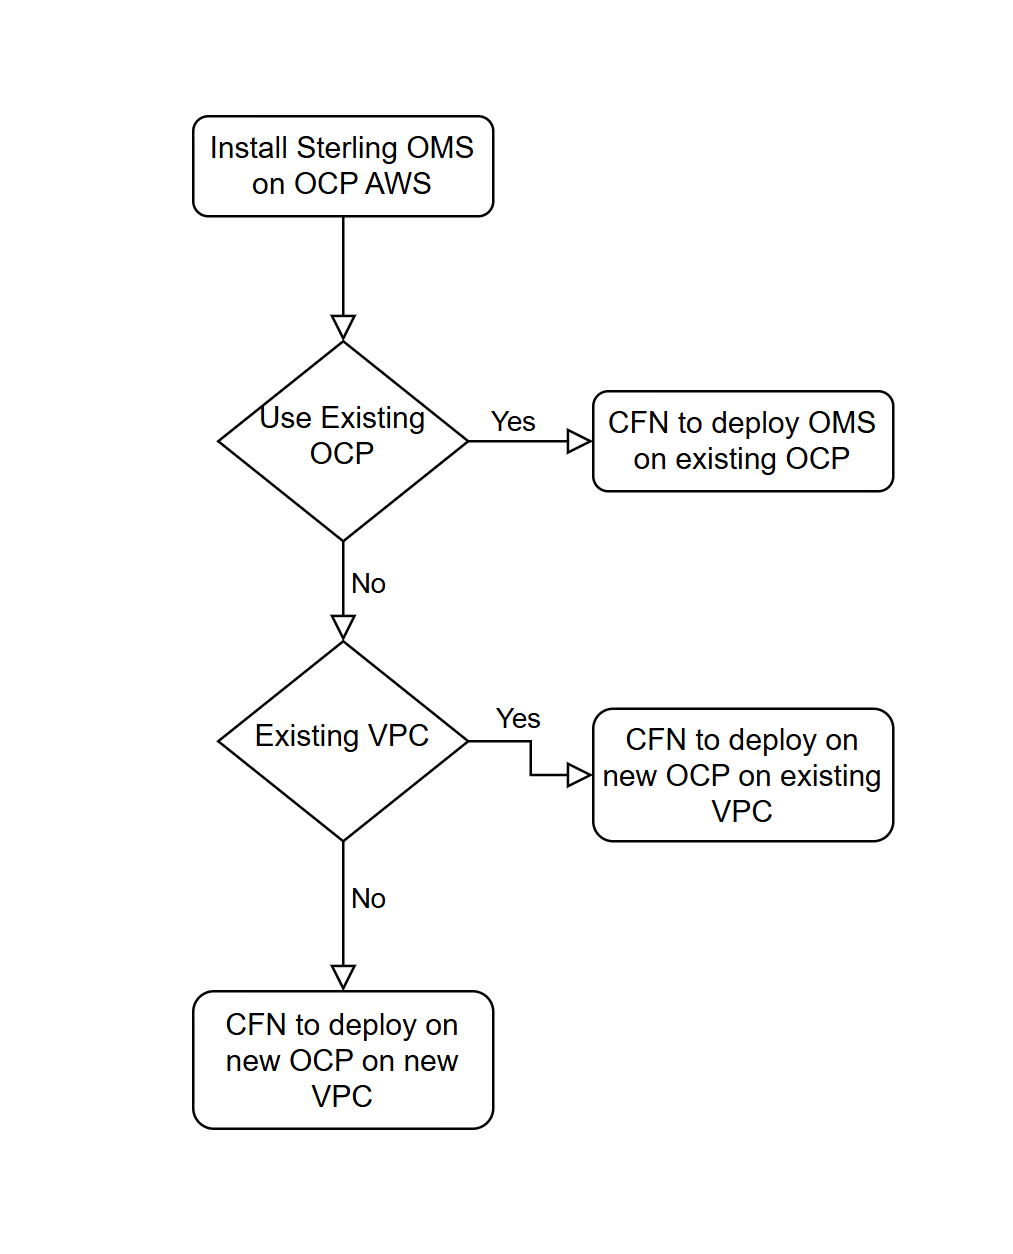 Install Sterling OMS
on OCP AWS
Use Existing
OCP
Yes
CFN to deploy OMS
on existing OCP
No
Existing VPC
Yes
CFN to deploy on
new OCP on existing
VPC
No
CFN to deploy on
new OCP on new
VPC